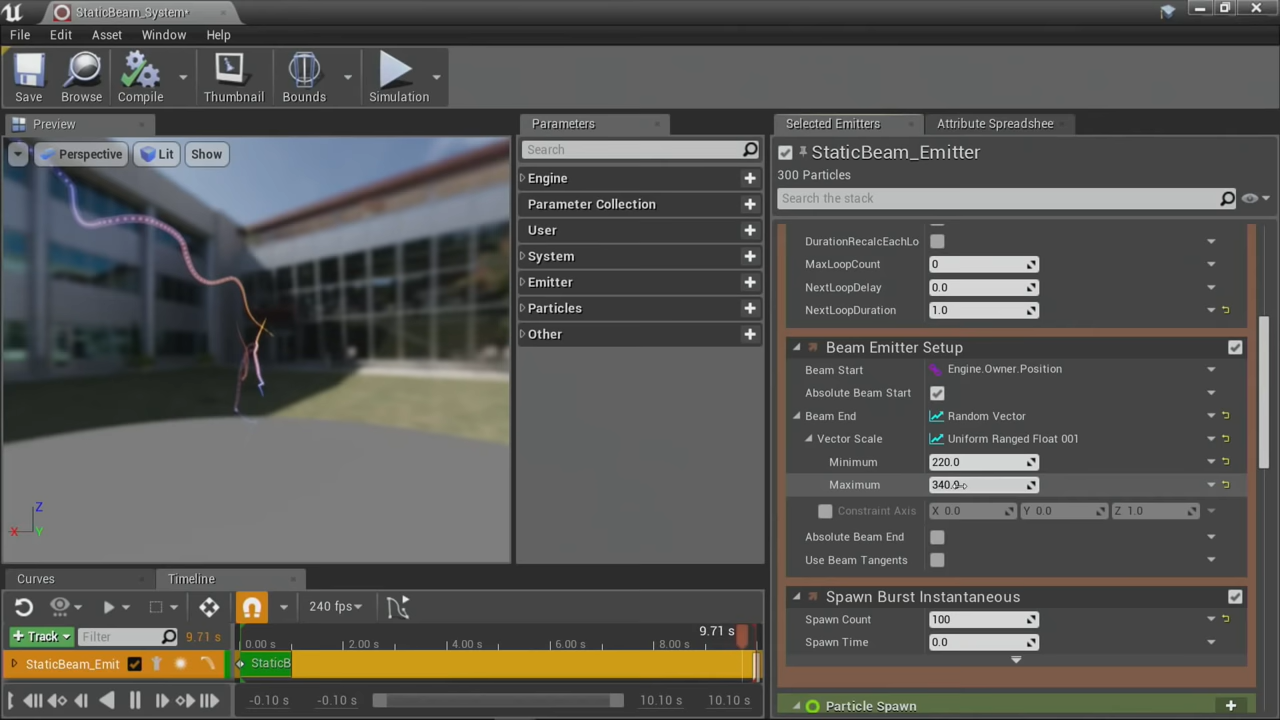 StaticBeam_System*
File Edit Asset Window Help
Save Browse Compile Thumbnail Bounds Simulation
Preview
Perspective Lit Show
X Z Y
Parameters
Search
Engine
Parameter Collection
User
System
Emitter
Particles
Other
Selected Emitters Attribute Spreadshee
StaticBeam_Emitter
300 Particles
Search the stack
DurationRecalcEachLo
MaxLoopCount 0
NextLoopDelay 0.0
NextLoopDuration 1.0
Beam Emitter Setup
Beam Start Engine.Owner.Position
Absolute Beam Start
Beam End Random Vector
Vector Scale Uniform Ranged Float 001
Minimum 220.0
Maximum 340.0
Constraint Axis X 0.0 Y 0.0 Z 1.0
Absolute Beam End
Use Beam Tangents
Spawn Burst Instantaneous
Spawn Count 100
Spawn Time 0.0
Particle Spawn
Curves Timeline
240 fps
Track Filter 9.71 s
9.71 s
0.00 s 2.00 s 4.00 s 6.00 s 8.00 s
StaticBeam_Emit
StaticB
-0.10 s -0.10 s 10.10 s 10.10 s